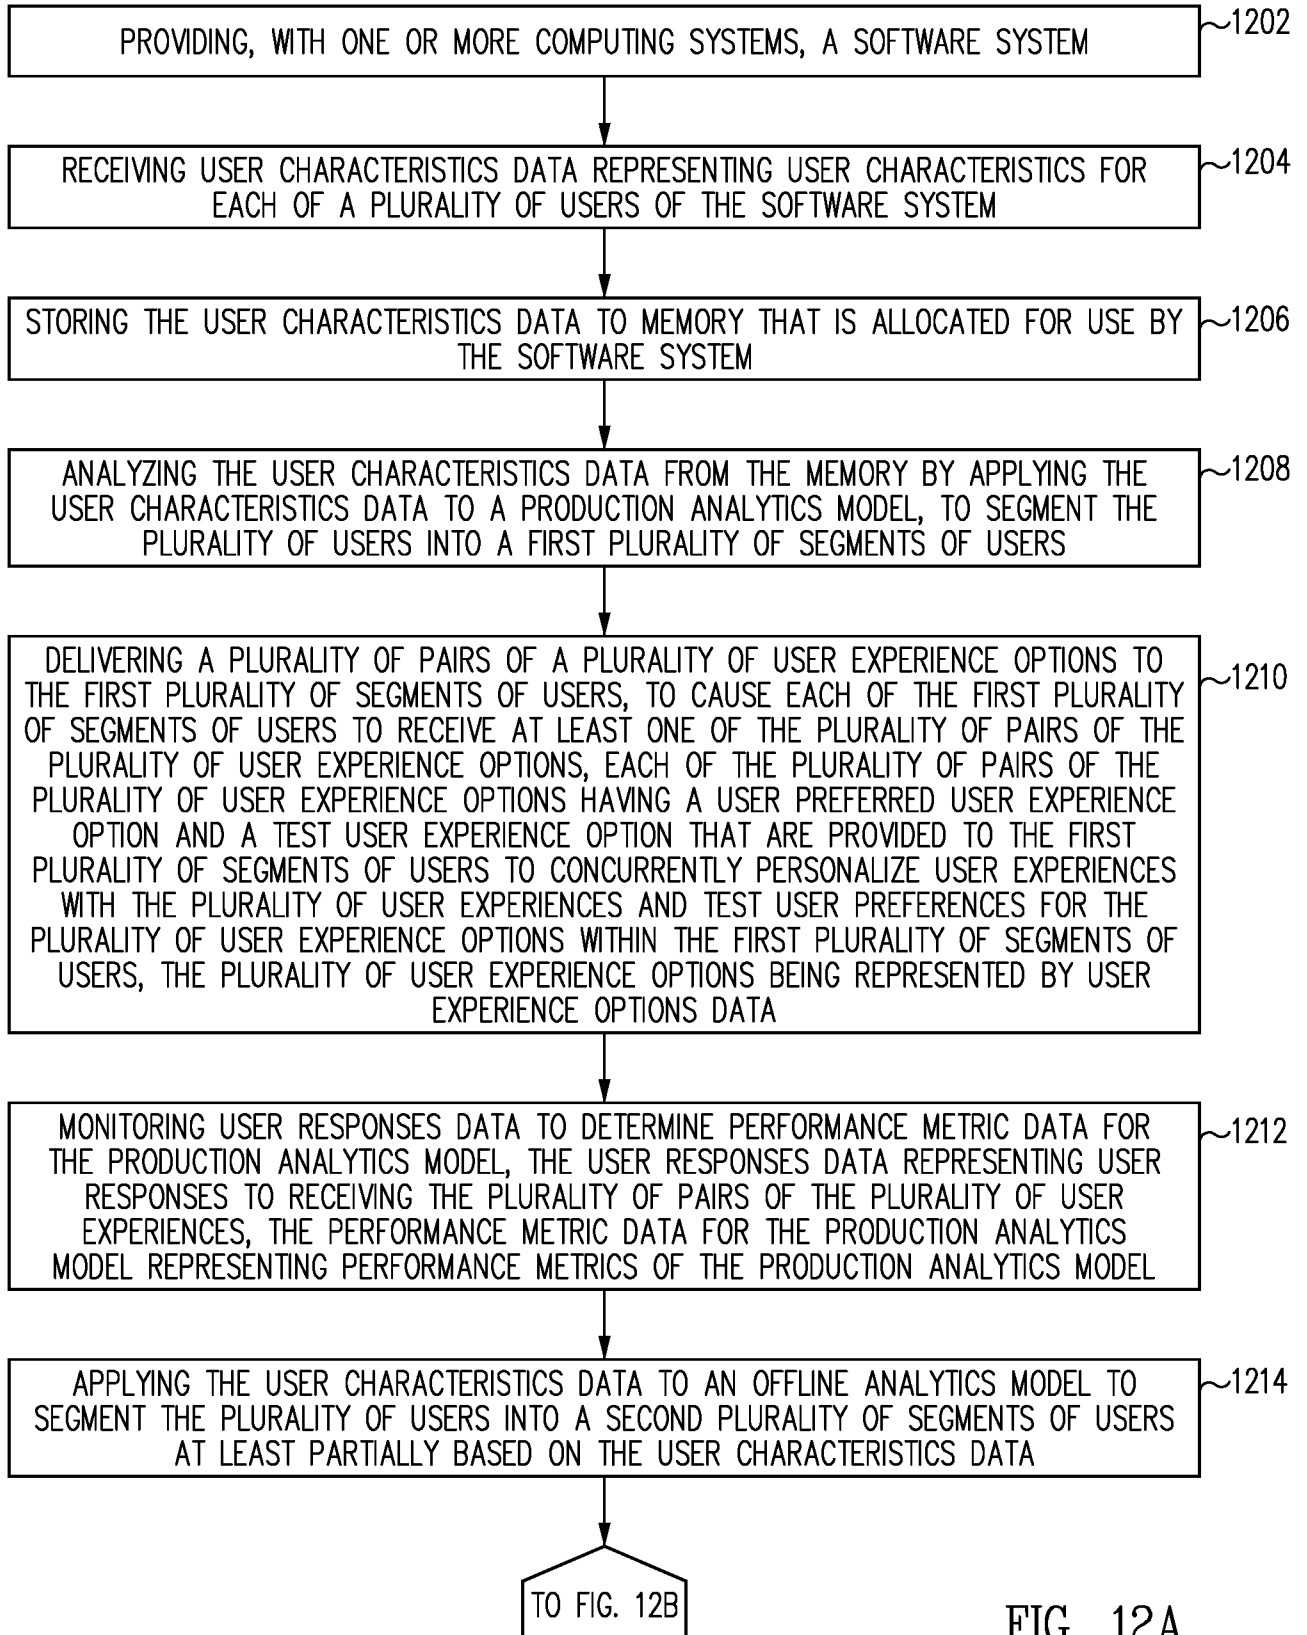 PROVIDING, WITH ONE OR MORE COMPUTING SYSTEMS, A SOFTWARE SYSTEM
1202
RECEIVING USER CHARACTERISTICS DATA REPRESENTING USER CHARACTERISTICS FOR
EACH OF A PLURALITY OF USERS OF THE SOFTWARE SYSTEM
1204
STORING THE USER CHARACTERISTICS DATA TO MEMORY THAT IS ALLOCATED FOR USE BY
THE SOFTWARE SYSTEM
1206
ANALYZING THE USER CHARACTERISTICS DATA FROM THE MEMORY BY APPLYING THE
USER CHARACTERISTICS DATA TO A PRODUCTION ANALYTICS MODEL, TO SEGMENT THE
PLURALITY OF USERS INTO A FIRST PLURALITY OF SEGMENTS OF USERS
1208
DELIVERING A PLURALITY OF PAIRS OF A PLURALITY OF USER EXPERIENCE OPTIONS TO
THE FIRST PLURALITY OF SEGMENTS OF USERS, TO CAUSE EACH OF THE FIRST PLURALITY
OF SEGMENTS OF USERS TO RECEIVE AT LEAST ONE OF THE PLURALITY OF PAIRS OF THE
PLURALITY OF USER EXPERIENCE OPTIONS, EACH OF THE PLURALITY OF PAIRS OF THE
PLURALITY OF USER EXPERIENCE OPTIONS HAVING A USER PREFERRED USER EXPERIENCE
OPTION AND A TEST USER EXPERIENCE OPTION THAT ARE PROVIDED TO THE FIRST
PLURALITY OF SEGMENTS OF USERS TO CONCURRENTLY PERSONALIZE USER EXPERIENCES
WITH THE PLURALITY OF USER EXPERIENCES AND TEST USER PREFERENCES FOR THE
PLURALITY OF USER EXPERIENCE OPTIONS WITHIN THE FIRST PLURALITY OF SEGMENTS OF
USERS, THE PLURALITY OF USER EXPERIENCE OPTIONS BEING REPRESENTED BY USER
EXPERIENCE OPTIONS DATA
1210
MONITORING USER RESPONSES DATA TO DETERMINE PERFORMANCE METRIC DATA FOR
THE PRODUCTION ANALYTICS MODEL, THE USER RESPONSES DATA REPRESENTING USER
RESPONSES TO RECEIVING THE PLURALITY OF PAIRS OF THE PLURALITY OF USER
EXPERIENCES, THE PERFORMANCE METRIC DATA FOR THE PRODUCTION ANALYTICS
MODEL REPRESENTING PERFORMANCE METRICS OF THE PRODUCTION ANALYTICS MODEL
1212
APPLYING THE USER CHARACTERISTICS DATA TO AN OFFLINE ANALYTICS MODEL TO
SEGMENT THE PLURALITY OF USERS INTO A SECOND PLURALITY OF SEGMENTS OF USERS
AT LEAST PARTIALLY BASED ON THE USER CHARACTERISTICS DATA
1214
TO FIG. 12B
FIG. 12A